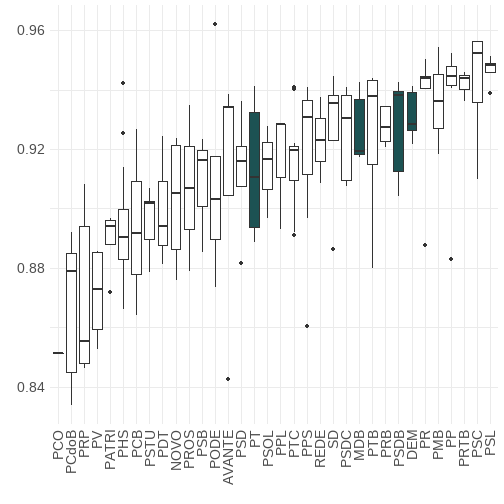 0.96
0.92
0.88
0.84
PCO
PCdoB
PRP
PV
PATRI
PHS
PCB
PSTU
PDT
NOVO
PROS
PSB
PODE
AVANTE
PSD
PT
PSOL
PPL
PTC
PPS
REDE
SD
PSDC
MDB
PTB
PRB
PSDB
DEM
PR
PMB
PP
PRTB
PSC
PSL